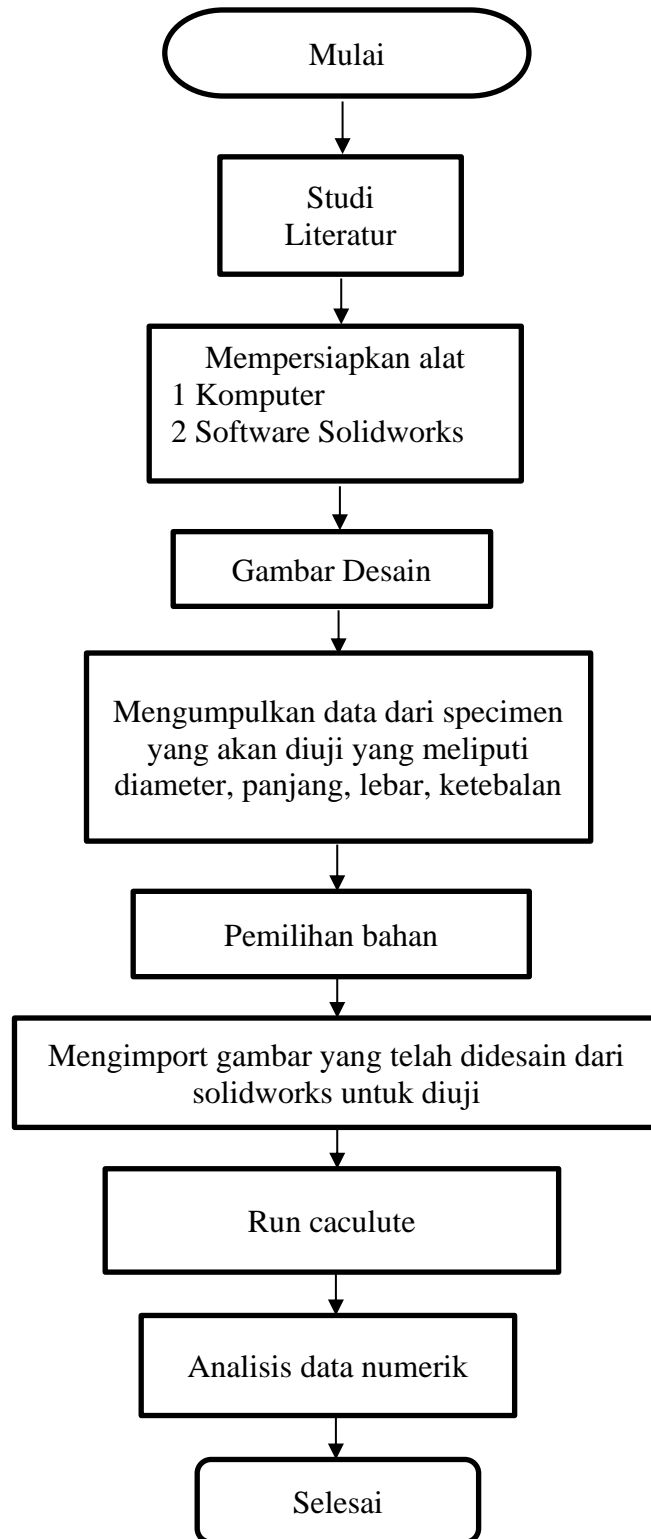 Mulai
Studi
Literatur
Mempersiapkan alat
1 Komputer
2 Software Solidworks
Gambar Desain
Mengumpulkan data dari specimen
yang akan diuji yang meliputi
diameter, panjang, lebar, ketebalan
Pemilihan bahan
Mengimport gambar yang telah didesain dari
solidworks untuk diuji
Run caculute
Analisis data numerik
Selesai